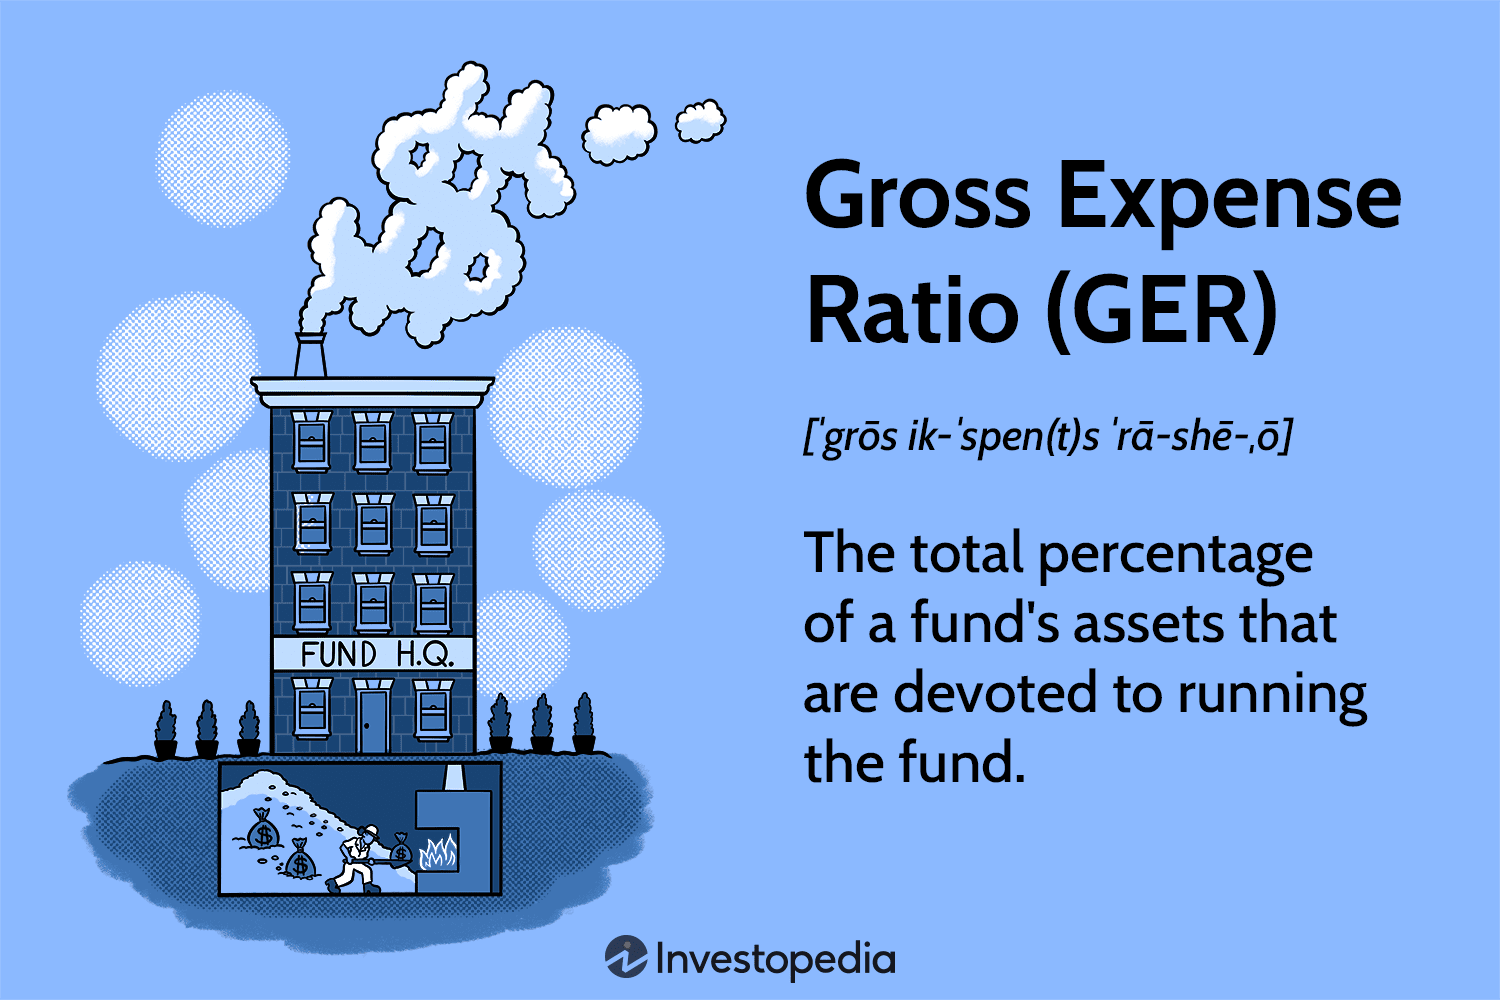 Gross Expense
Ratio (GER)
[ˈgrōs ik-ˈspen(t)s ˈrā-shē-ˌō]
The total percentage
of a fund's assets that
are devoted to running
the fund.
FUND H.Q.
$
$
$
Investopedia